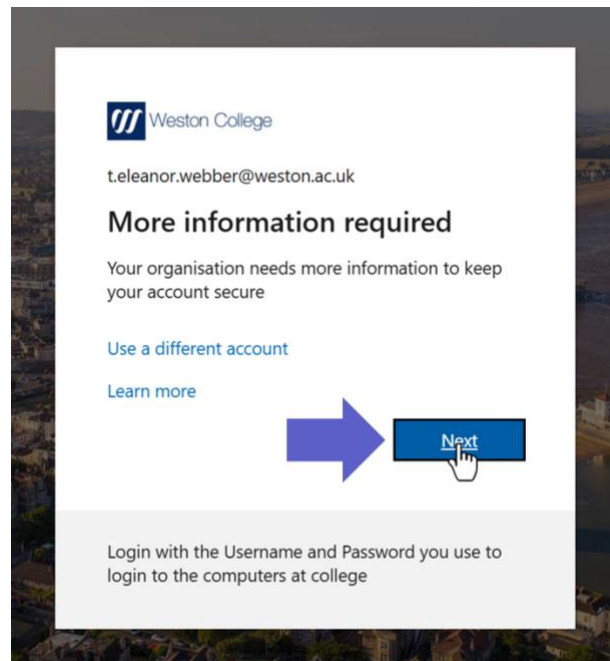 Weston College
t.eleanor.webber@weston.ac.uk
More information required
Your organisation needs more information to keep
your account secure
Use a different account
Learn more
Next
Login with the Username and Password you use to
login to the computers at college